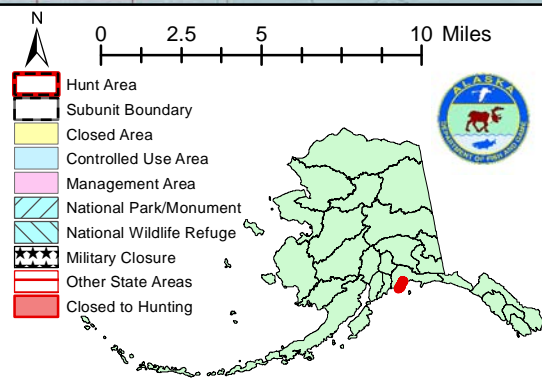 N
0 2.5 5 10 Miles
Hunt Area
Subunit Boundary
Closed Area
Controlled Use Area
Management Area
National Park/Monument
National Wildlife Refuge
Military Closure
Other State Areas
Closed to Hunting
ALASKA
DEPARTMENT OF FISH AND GAME